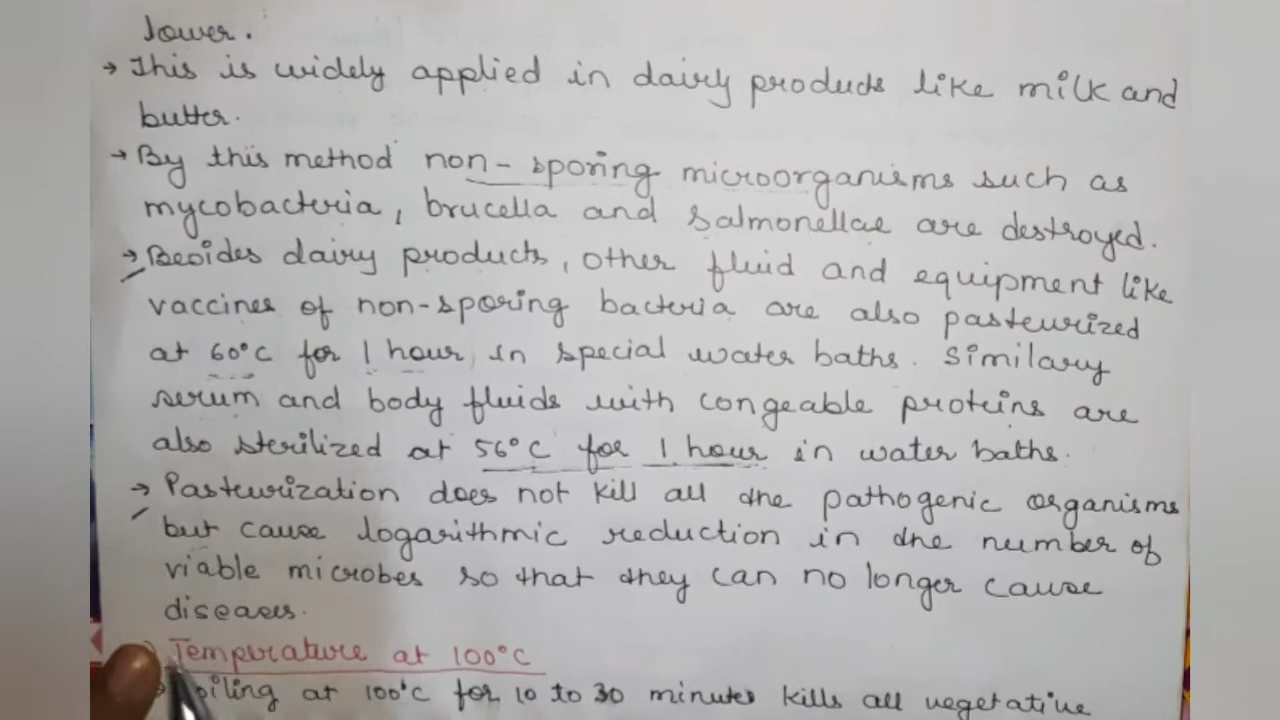 lower.
→ This is widely applied in dairy products like milk and
butter.
→ By this method non-sporing microorganisms such as
mycobacteria, brucella and salmonellae are destroyed.
→ Besides dairy products, other fluid and equipment like
vaccines of non-sporing bacteria are also pasteurized
at 60°C for 1 hour in special water baths. Similary
serum and body fluids with congeable proteins are
also sterilized at 56°C for 1 hour in water baths.
→ Pasteurization does not kill all the pathogenic organisms
but cause logarithmic reduction in the number of
viable microbes so that they can no longer cause
diseases.
Temperature at 100°C
at 100°C for 10 to 30 minutes kills all vegetative